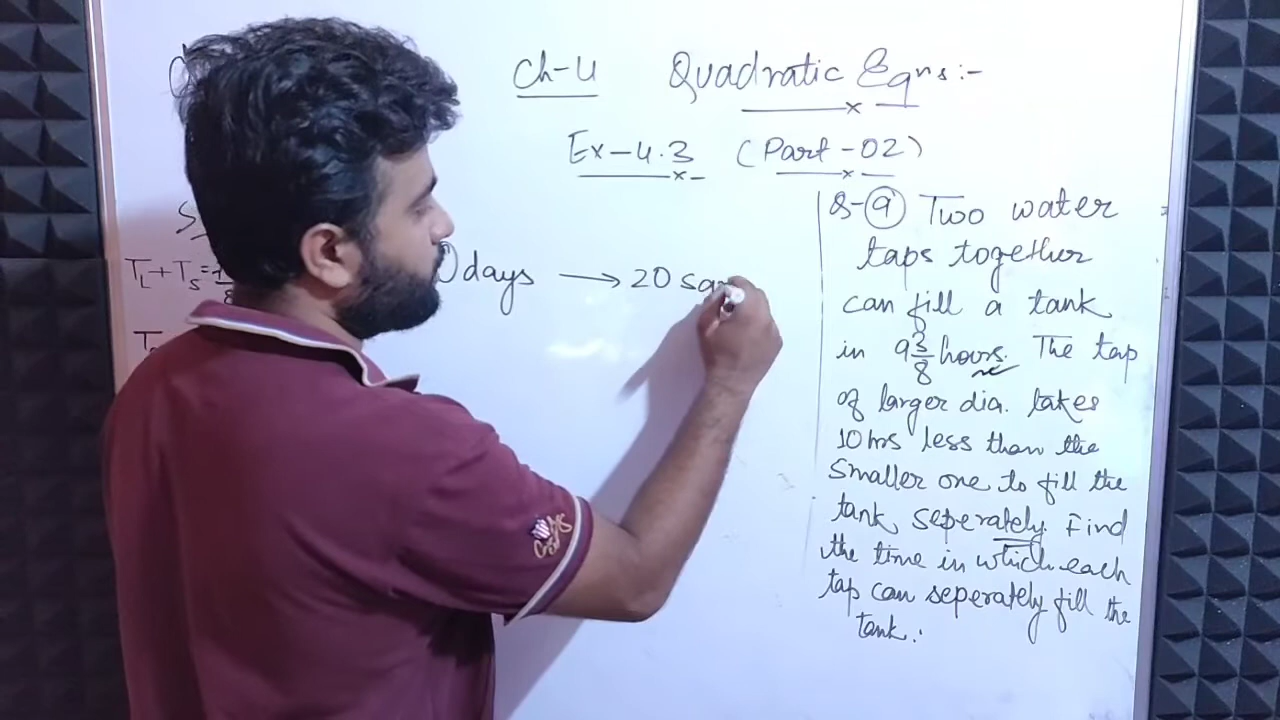 Ch-4 Quadratic Eqns:-
Ex-4.3 (Part-02)
days → 20
TL+TS=
Q-9 Two water
taps together
can fill a tank
in 9 3/8 hours. The tap
of larger dia. takes
10 hrs less than the
smaller one to fill the
tank seperately. Find
the time in which each
tap can seperately fill the
tank.